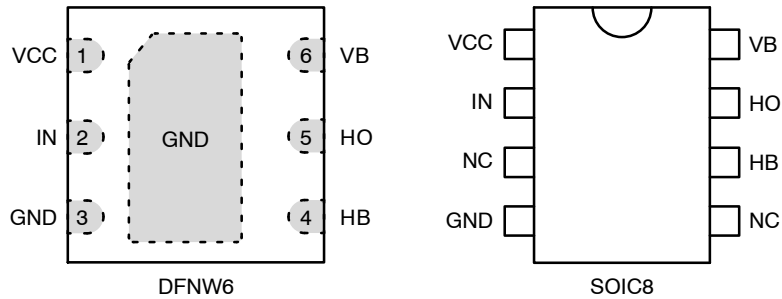 VCC 1 6 VB
IN 2 GND 5 HO
GND 3 4 HB
DFNW6
VCC VB
IN HO
NC HB
GND NC
SOIC8